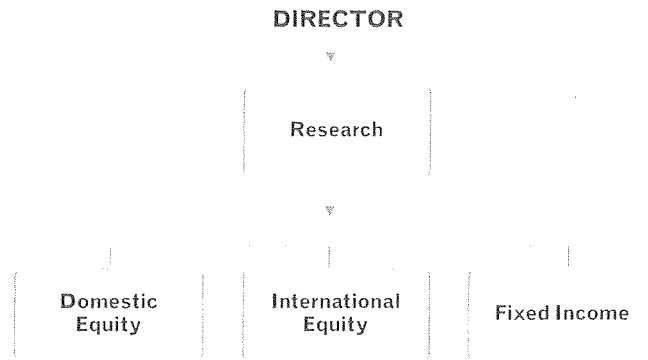 DIRECTOR
Research
Domestic
Equity
International
Equity
Fixed Income